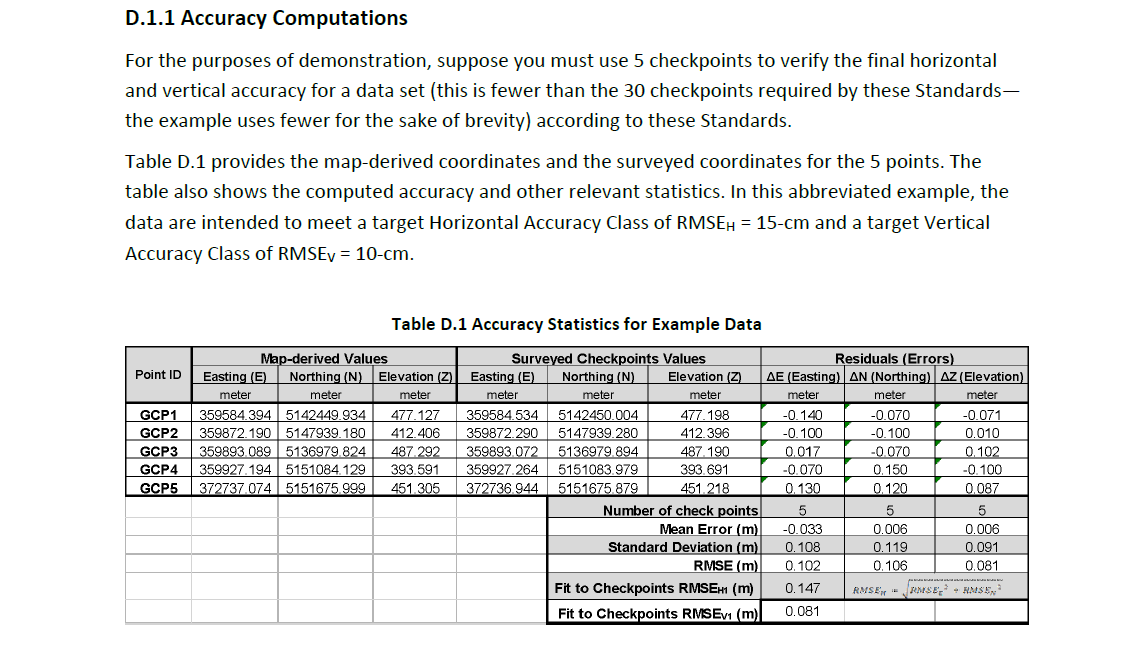 D.1.1 Accuracy Computations
For the purposes of demonstration, suppose you must use 5 checkpoints to verify the final horizontal
and vertical accuracy for a data set (this is fewer than the 30 checkpoints required by these Standards—
the example uses fewer for the sake of brevity) according to these Standards.
Table D.1 provides the map-derived coordinates and the surveyed coordinates for the 5 points. The
table also shows the computed accuracy and other relevant statistics. In this abbreviated example, the
data are intended to meet a target Horizontal Accuracy Class of RMSEH = 15-cm and a target Vertical
Accuracy Class of RMSEV = 10-cm.
Table D.1 Accuracy Statistics for Example Data
Point ID Map-derived Values Surveyed Checkpoints Values Residuals (Errors)
Easting (E) Northing (N) Elevation (Z) Easting (E) Northing (N) Elevation (Z) ΔE (Easting) ΔN (Northing) ΔZ (Elevation)
meter meter meter meter meter meter meter meter meter
GCP1 359584.394 5142449.934 477.127 359584.534 5142450.004 477.198 -0.140 -0.070 -0.071
GCP2 359872.190 5147939.180 412.406 359872.290 5147939.280 412.396 -0.100 -0.100 0.010
GCP3 359893.089 5136979.824 487.292 359893.072 5136979.894 487.190 0.017 -0.070 0.102
GCP4 359927.194 5151084.129 393.591 359927.264 5151083.979 393.691 -0.070 0.150 -0.100
GCP5 372737.074 5151675.999 451.305 372736.944 5151675.879 451.218 0.130 0.120 0.087
Number of check points 5 5 5
Mean Error (m) -0.033 0.006 0.006
Standard Deviation (m) 0.108 0.119 0.091
RMSE (m) 0.102 0.106 0.081
Fit to Checkpoints RMSEH1 (m) 0.147 RMSEH = √RMSEE² + RMSEN²
Fit to Checkpoints RMSEV1 (m) 0.081